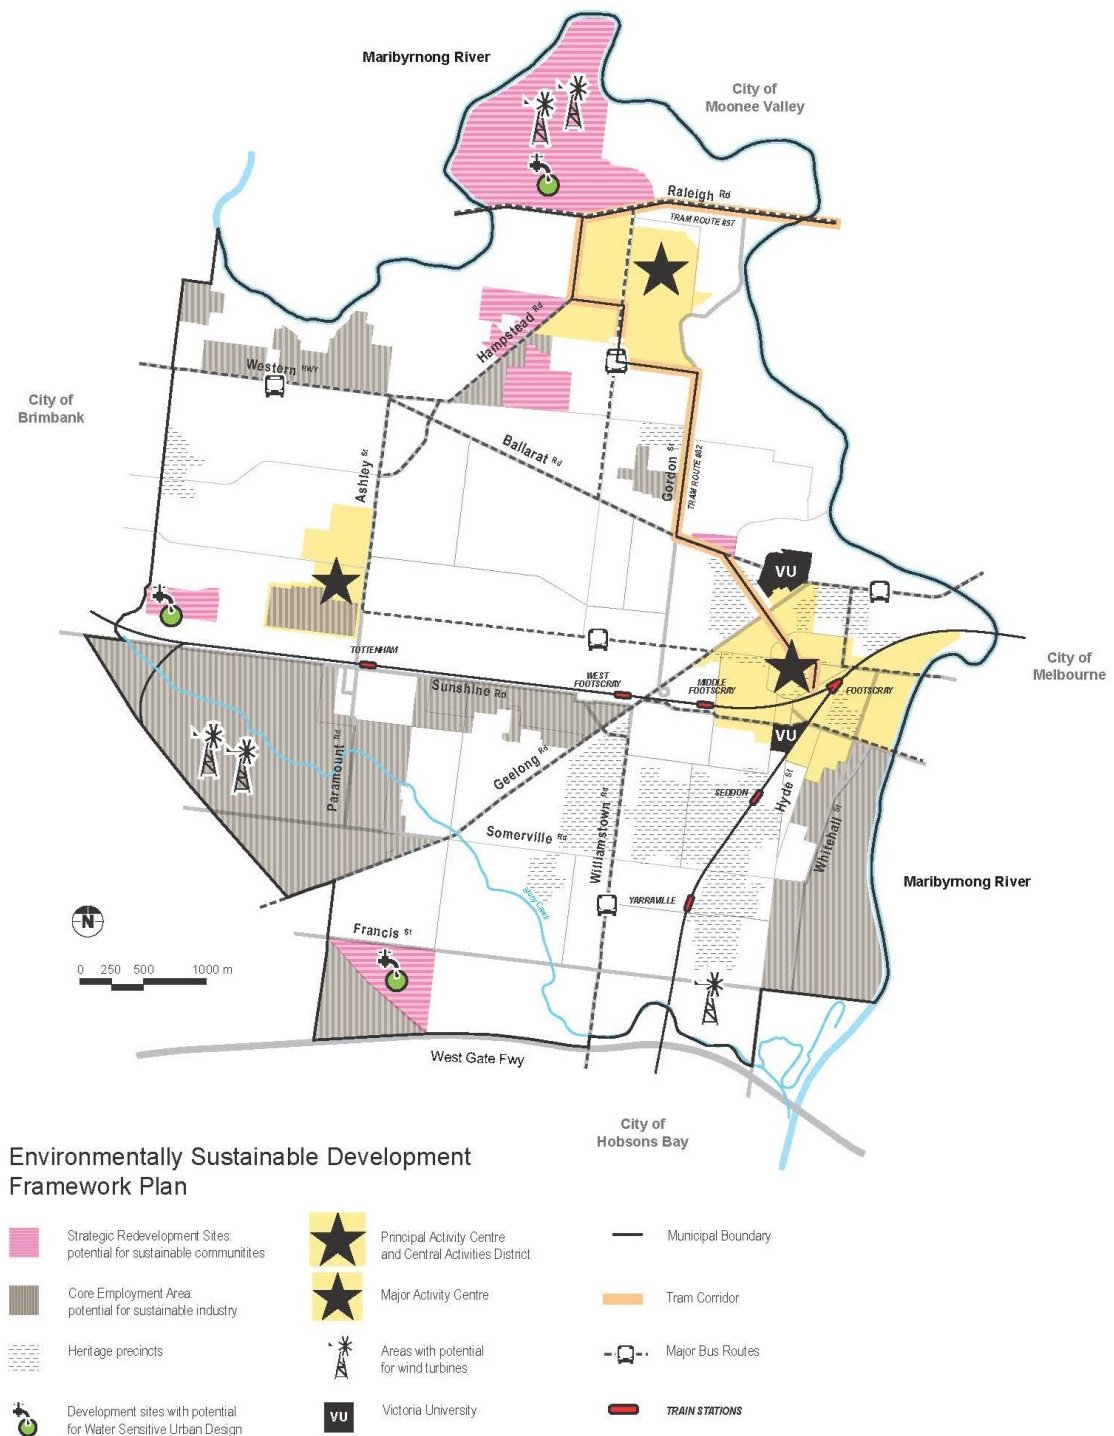 Maribyrnong River
City of
Moonee Valley
Raleigh Rd
TRAM ROUTE #57
Hampstead Rd
Western HWY
City of
Brimbank
Ashley St
Ballarat Rd
Gordon St
TRAM ROUTE #82
VU
TOTTENHAM
WEST
FOOTSCRAY
MIDDLE
FOOTSCRAY
FOOTSCRAY
City of
Melbourne
Sunshine Rd
VU
Paramount Rd
Geelong Rd
SEDDON
Hyde St
Whitehall St
Somerville Rd
Williamstown Rd
Maribyrnong River
Stony Creek
YARRAVILLE
N
Francis St
0 250 500 1000 m
West Gate Fwy
City of
Hobsons Bay
Environmentally Sustainable Development
Framework Plan
Strategic Redevelopment Sites:
potential for sustainable communitites
Principal Activity Centre
and Central Activities District
Municipal Boundary
Core Employment Area:
potential for sustainable industry
Major Activity Centre
Tram Corridor
Heritage precincts
Areas with potential
for wind turbines
Major Bus Routes
Development sites with potential
for Water Sensitive Urban Design
VU
Victoria University
TRAIN STATIONS